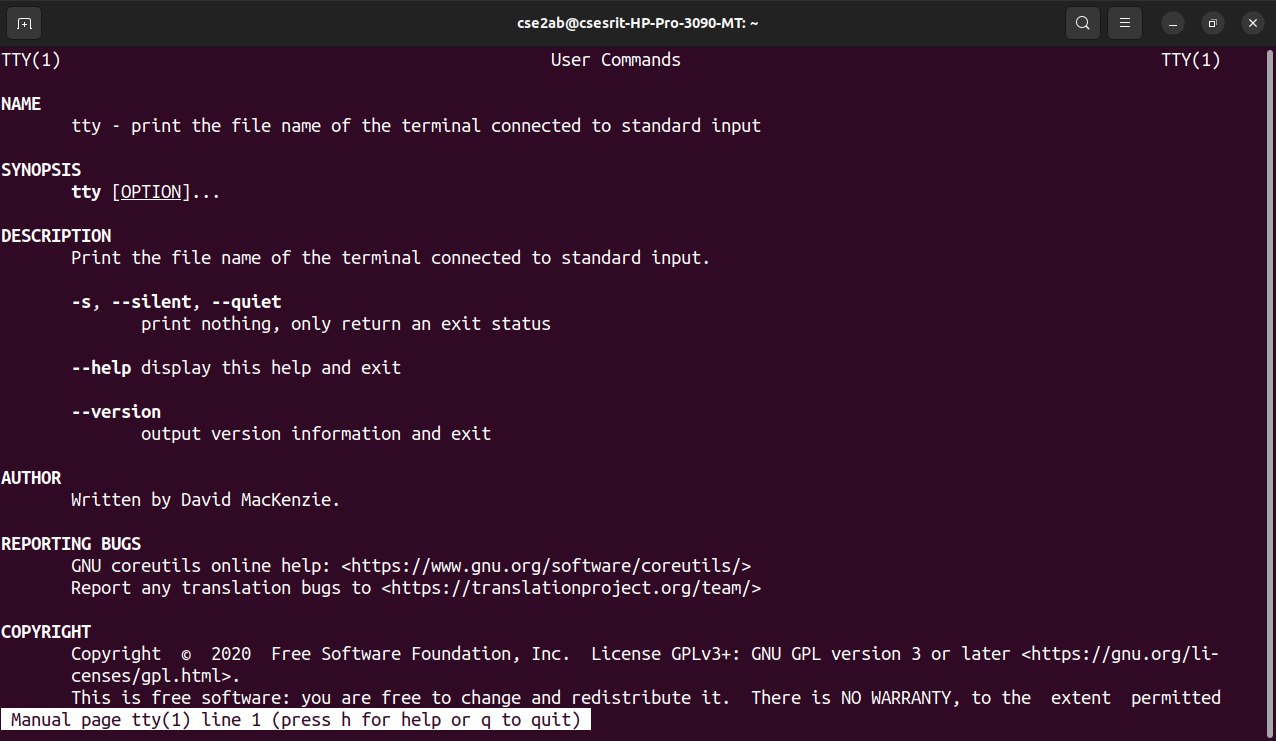 cse2ab@csesrit-HP-Pro-3090-MT: ~
TTY(1) User Commands TTY(1)
NAME
tty - print the file name of the terminal connected to standard input
SYNOPSIS
tty [OPTION]...
DESCRIPTION
Print the file name of the terminal connected to standard input.
-s, --silent, --quiet
print nothing, only return an exit status
--help display this help and exit
--version
output version information and exit
AUTHOR
Written by David MacKenzie.
REPORTING BUGS
GNU coreutils online help: <https://www.gnu.org/software/coreutils/>
Report any translation bugs to <https://translationproject.org/team/>
COPYRIGHT
Copyright © 2020 Free Software Foundation, Inc. License GPLv3+: GNU GPL version 3 or later <https://gnu.org/li-
censes/gpl.html>.
This is free software: you are free to change and redistribute it. There is NO WARRANTY, to the extent permitted
Manual page tty(1) line 1 (press h for help or q to quit)